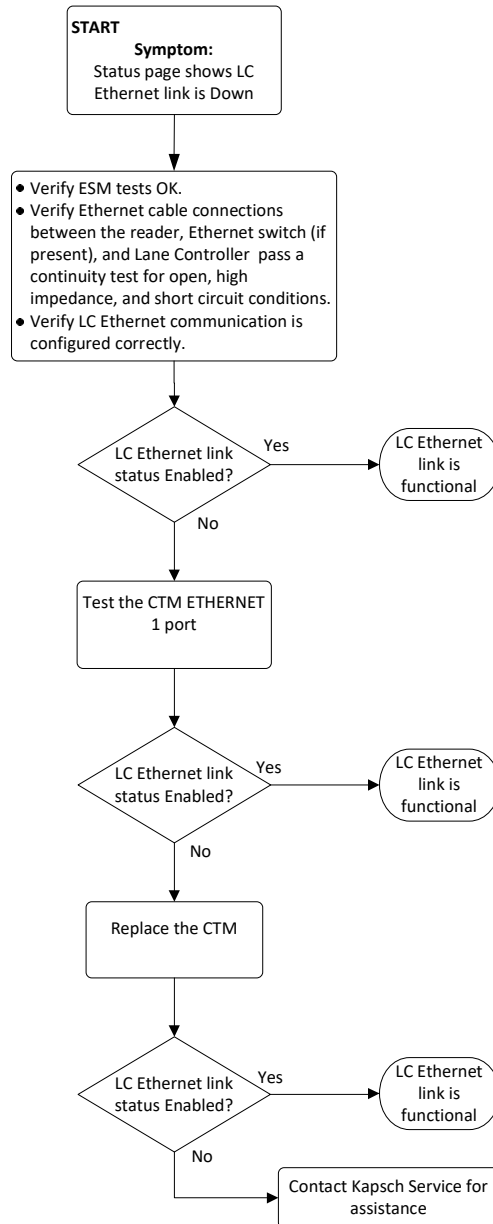 START
Symptom:
Status page shows LC
Ethernet link is Down
• Verify ESM tests OK.
• Verify Ethernet cable connections
between the reader, Ethernet switch (if
present), and Lane Controller pass a
continuity test for open, high
impedance, and short circuit conditions.
• Verify LC Ethernet communication is
configured correctly.
LC Ethernet link
status Enabled?
Yes
LC Ethernet
link is
functional
No
Test the CTM ETHERNET
1 port
LC Ethernet link
status Enabled?
Yes
LC Ethernet
link is
functional
No
Replace the CTM
LC Ethernet link
status Enabled?
Yes
LC Ethernet
link is
functional
No
Contact Kapsch Service for
assistance